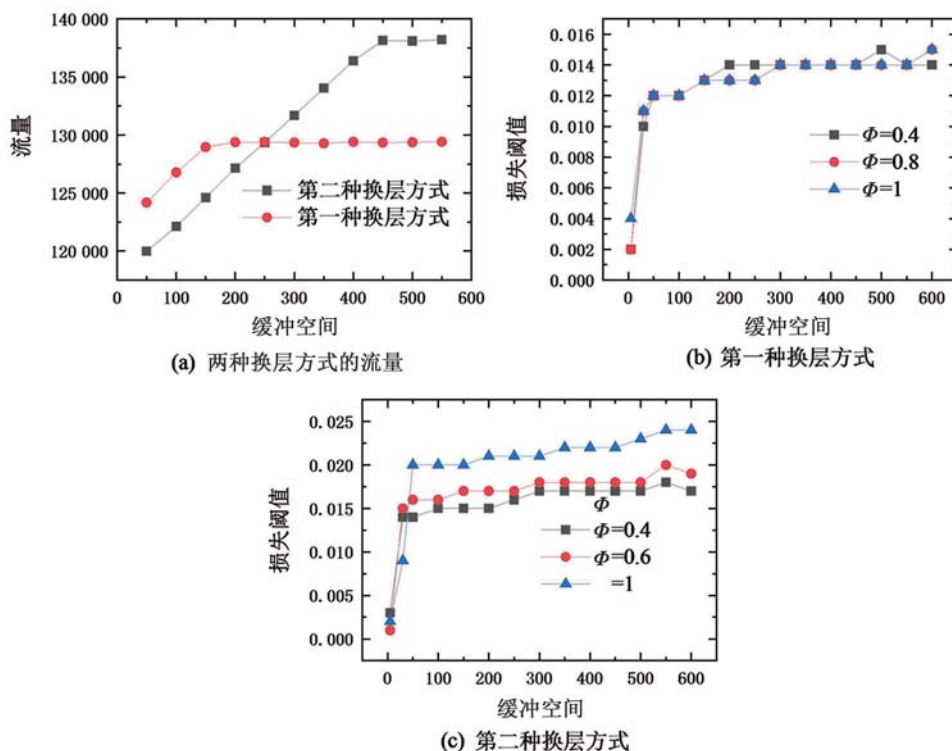 140 000
135 000
130 000
125 000
120 000
流量
第二种换层方式
第一种换层方式
0 100 200 300 400 500 600
缓冲空间
(a) 两种换层方式的流量
0.016
0.014
0.012
0.010
0.008
0.006
0.004
0.002
0.000
损失阈值
Φ=0.4
Φ=0.8
Φ=1
0 100 200 300 400 500 600
缓冲空间
(b) 第一种换层方式
0.025
0.020
0.015
0.010
0.005
0.000
损失阈值
Φ
Φ=0.4
Φ=0.6
=1
0 100 200 300 400 500 600
缓冲空间
(c) 第二种换层方式